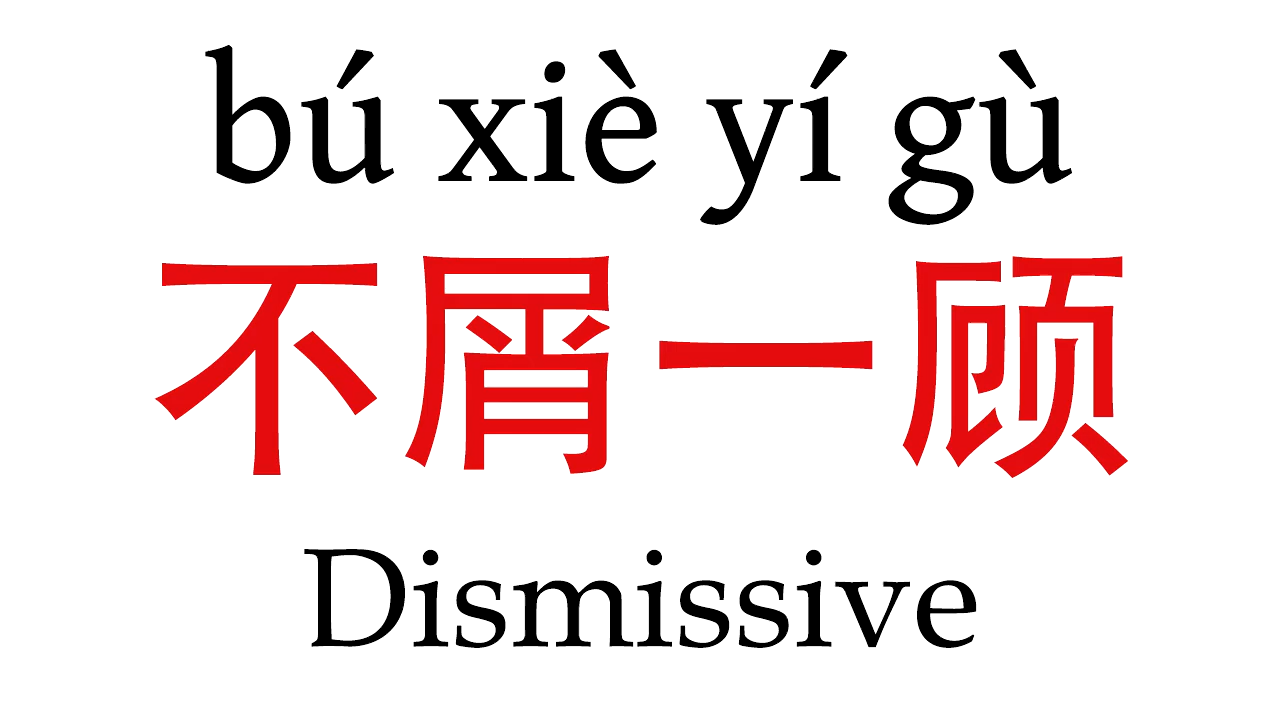 bú xiè yí gù
不屑一顾
Dismissive